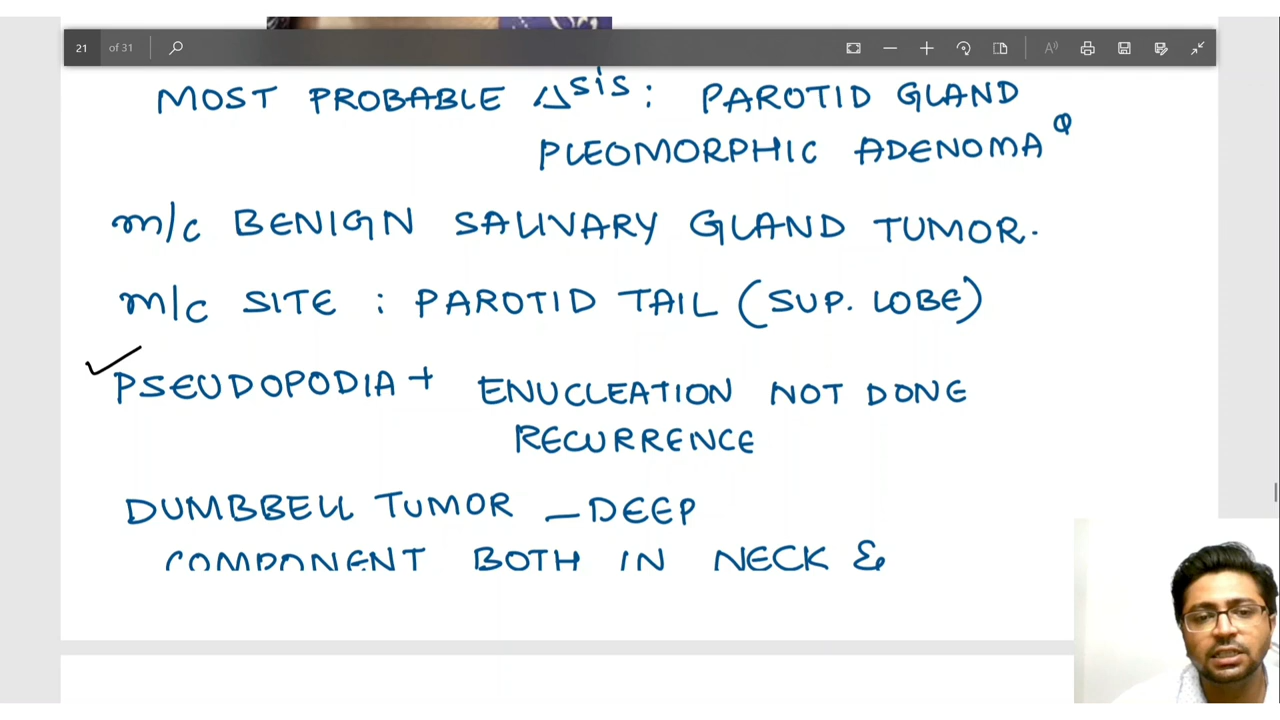 21 of 31
MOST PROBABLE Δsis : PAROTID GLAND
PLEOMORPHIC ADENOMA
m/c BENIGN SALIVARY GLAND TUMOR.
m/c SITE : PAROTID TAIL (SUP. LOBE)
PSEUDOPODIA + ENUCLEATION NOT DONE
RECURRENCE
DUMBBELL TUMOR - DEEP
COMPONENT BOTH IN NECK &